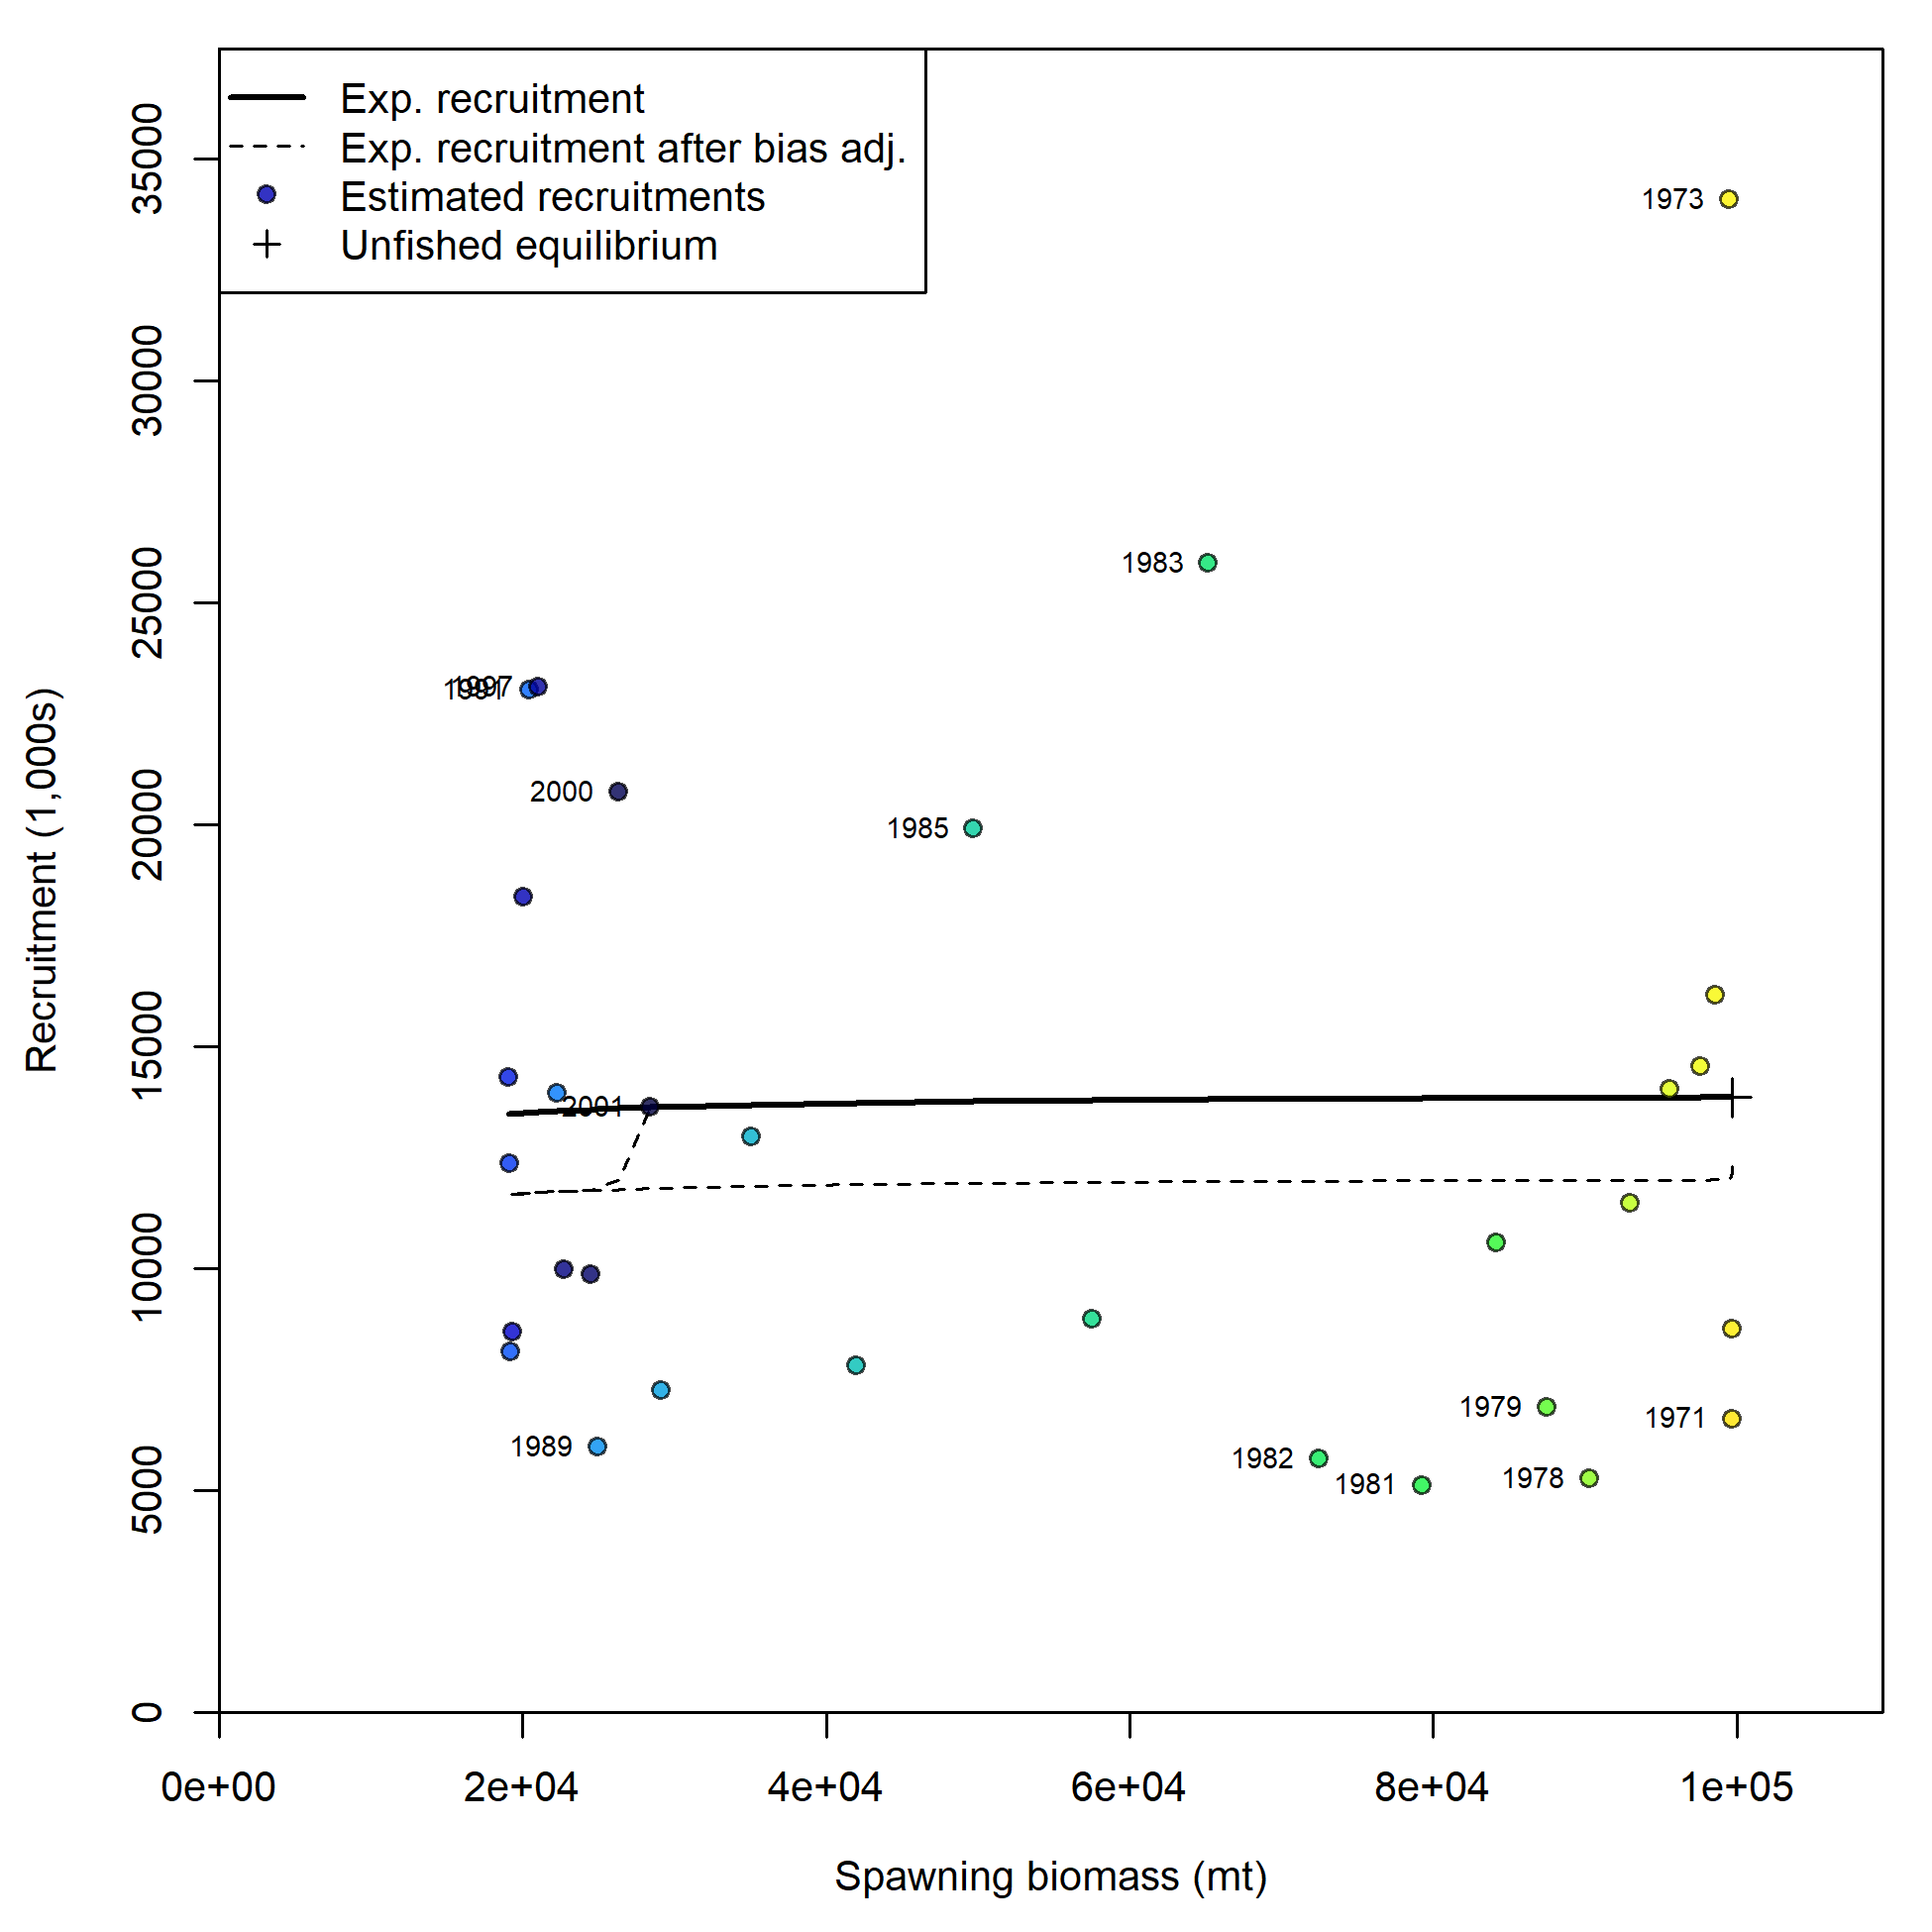 Exp. recruitment
Exp. recruitment after bias adj.
Estimated recruitments
Unfished equilibrium
Recruitment (1,000s)
35000
30000
25000
20000
15000
10000
5000
0
1973
1983
1997
1991
2000
1985
2001
1979
1971
1989
1982
1981
1978
0e+00
2e+04
4e+04
6e+04
8e+04
1e+05
Spawning biomass (mt)